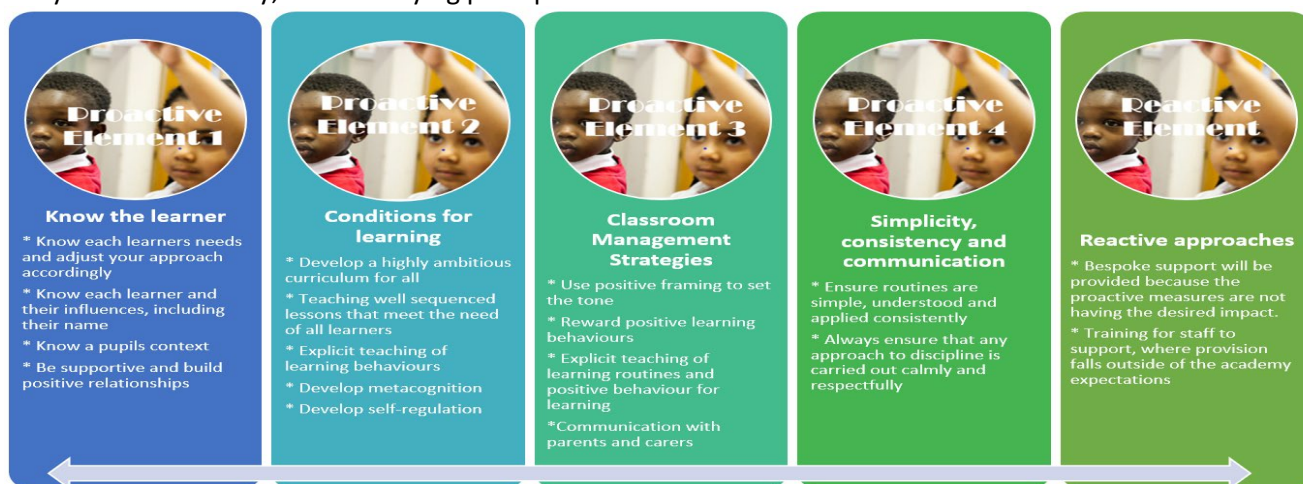 Proactive
Element 1
Know the learner
* Know each learners needs
and adjust your approach
accordingly
* Know each learner and
their influences, including
their name
* Know a pupils context
* Be supportive and build
positive relationships
Proactive
Element 2
Conditions for
learning
* Develop a highly ambitious
curriculum for all
* Teaching well sequenced
lessons that meet the need
of all learners
* Explicit teaching of
learning behaviours
* Develop metacognition
* Develop self-regulation
Proactive
Element 3
Classroom
Management
Strategies
* Use positive framing to set
the tone
* Reward positive learning
behaviours
* Explicit teaching of
learning routines and
positive behaviour for
learning
*Communication with
parents and carers
Proactive
Element 4
Simplicity,
consistency and
communication
* Ensure routines are
simple, understood and
applied consistently
* Always ensure that any
approach to discipline is
carried out calmly and
respectfully
Reactive
Element
Reactive approaches
* Bespoke support will be
provided because the
proactive measures are not
having the desired impact.
* Training for staff to
support, where provision
falls outside of the academy
expectations